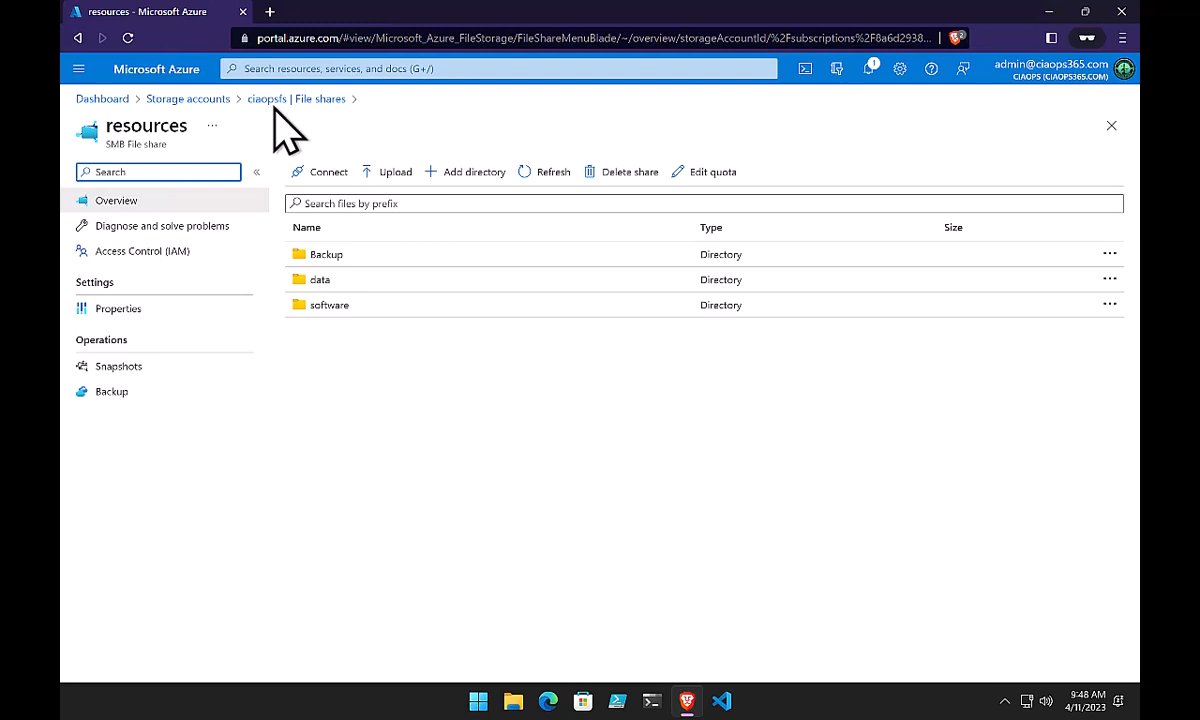 resources - Microsoft Azure
portal.azure.com/#view/Microsoft_Azure_FileStorage/FileShareMenuBlade/~/overview/storageAccountId/%2Fsubscriptions%2F8a6d2938...
2
Microsoft Azure
Search resources, services, and docs (G+/)
1
admin@ciaops365.com
CIAOPS (CIAOPS365.COM)
Dashboard > Storage accounts > ciaopsfs | File shares >
resources ...
SMB File share
Search
«
Connect
Upload
Add directory
Refresh
Delete share
Edit quota
Overview
Diagnose and solve problems
Access Control (IAM)
Settings
Properties
Operations
Snapshots
Backup
Search files by prefix
Name Type Size
Backup Directory ...
data Directory ...
software Directory ...
9:48 AM
4/11/2023